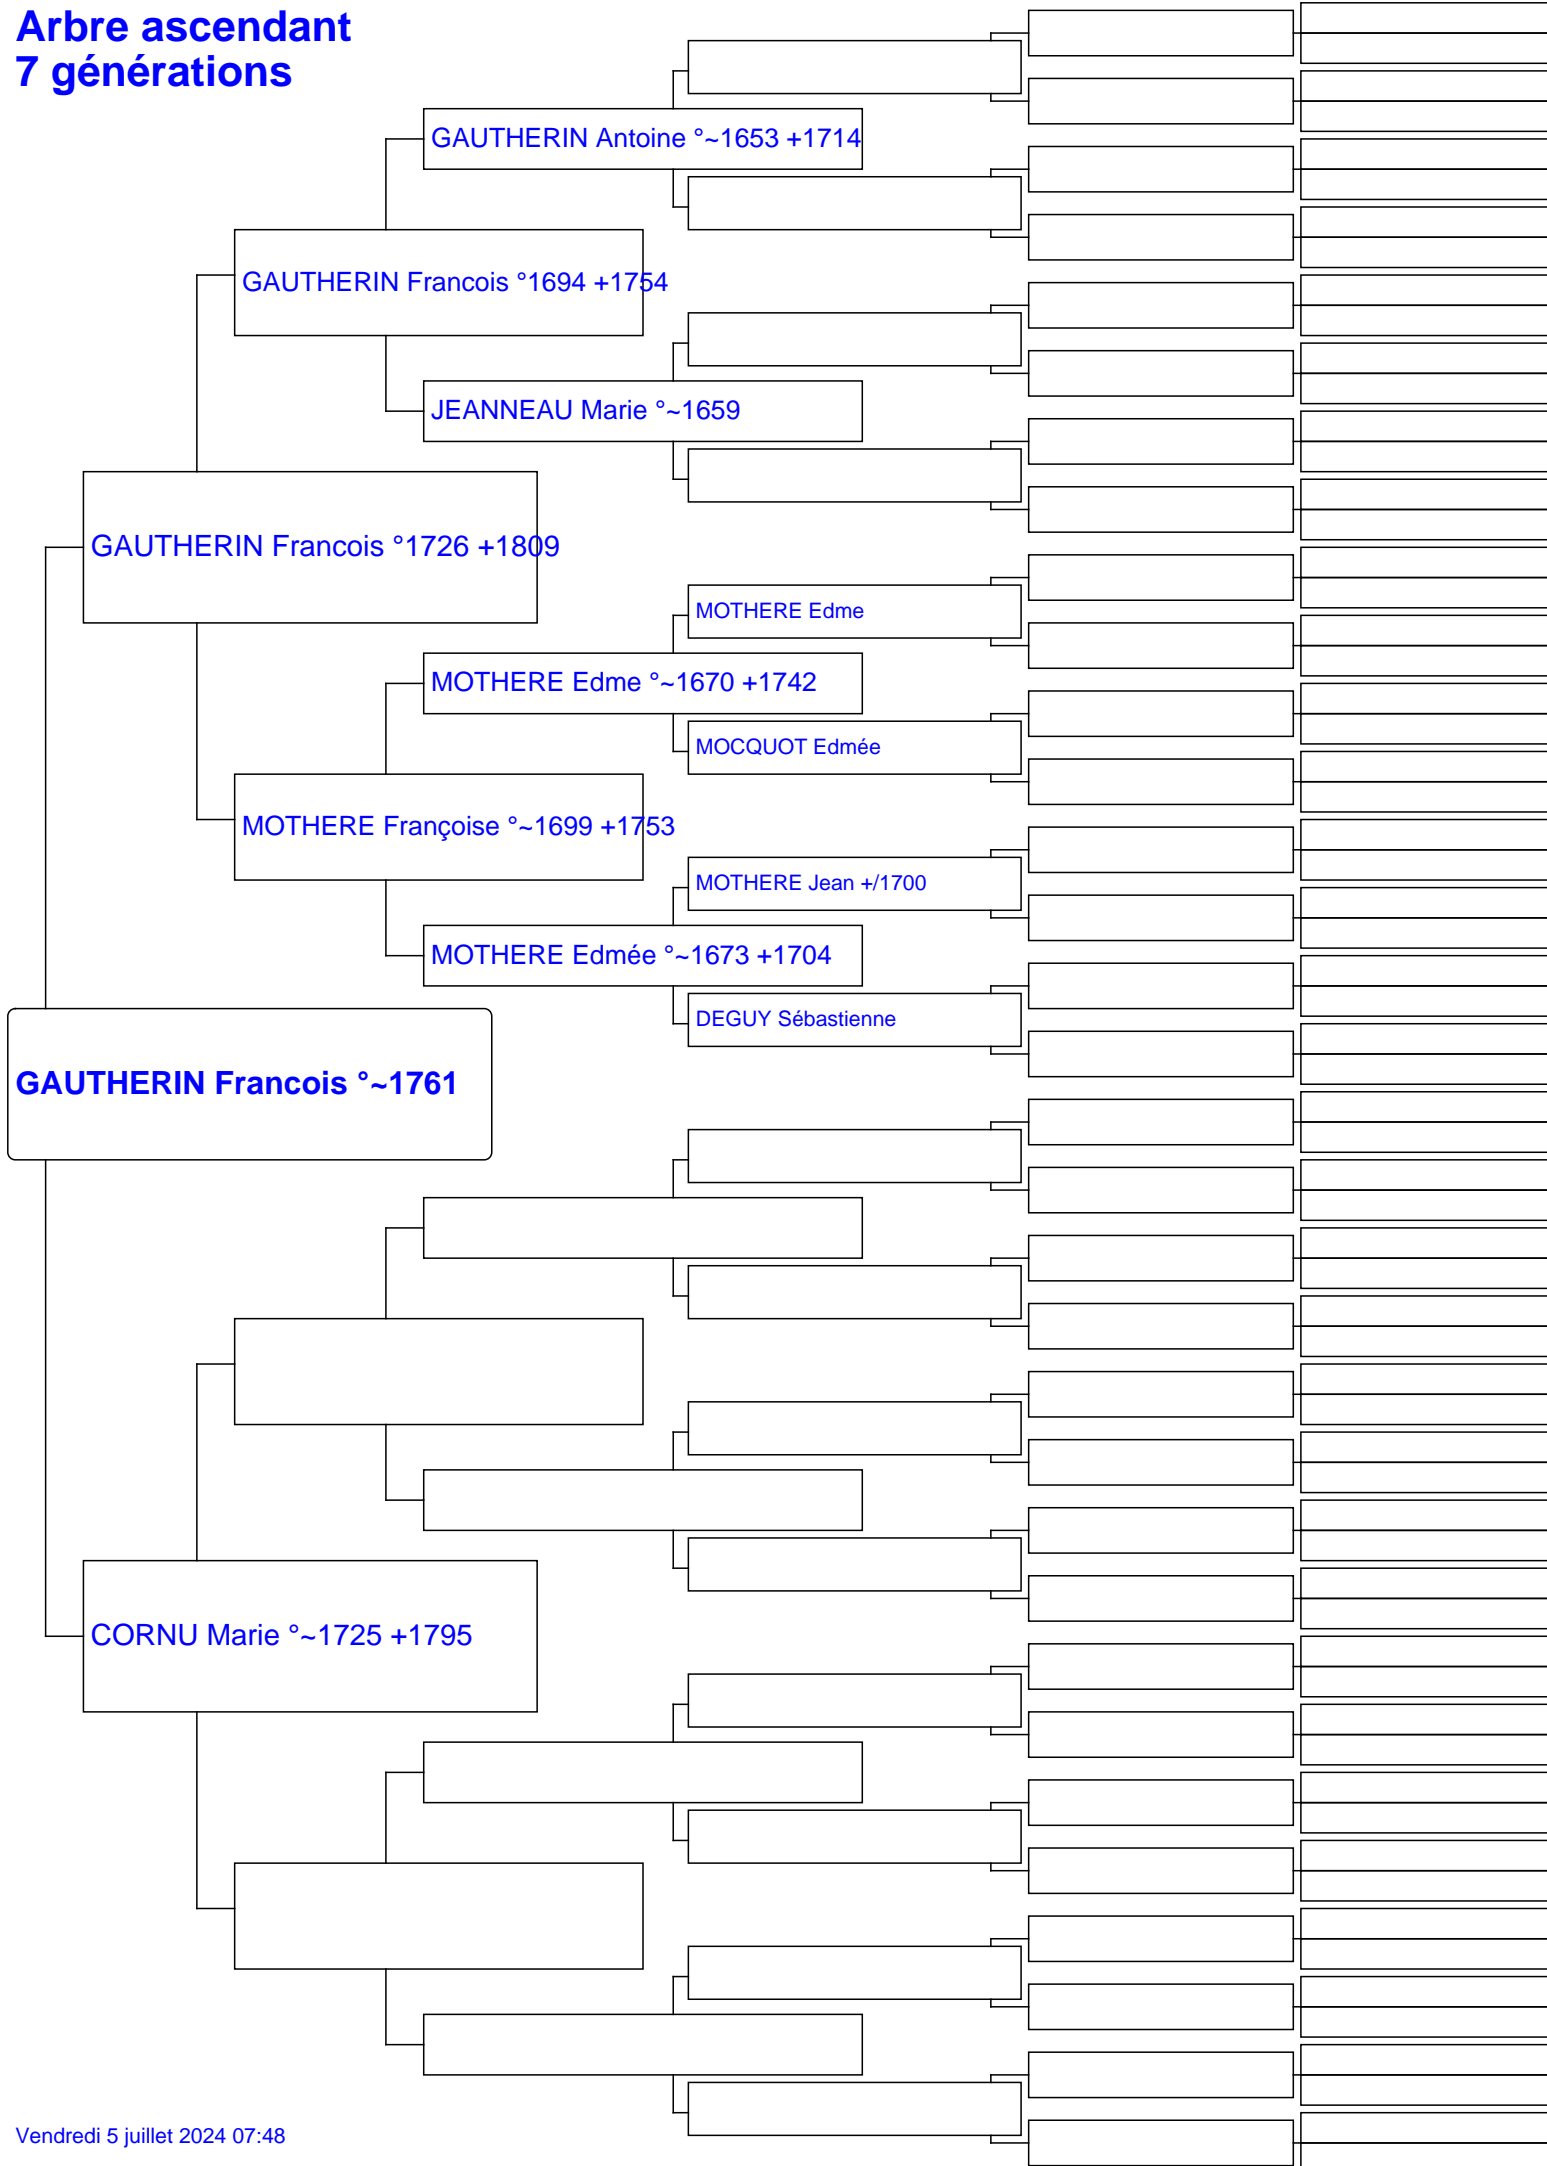 Arbre ascendant
7 générations
GAUTHERIN Antoine °~1653 +1714
GAUTHERIN Francois °1694 +1754
JEANNEAU Marie °~1659
GAUTHERIN Francois °1726 +1809
MOTHERE Edme
MOTHERE Edme °~1670 +1742
MOCQUOT Edmée
MOTHERE Françoise °~1699 +1753
MOTHERE Jean +/1700
MOTHERE Edmée °~1673 +1704
DEGUY Sébastienne
GAUTHERIN Francois °~1761
CORNU Marie °~1725 +1795
Vendredi 5 juillet 2024 07:48